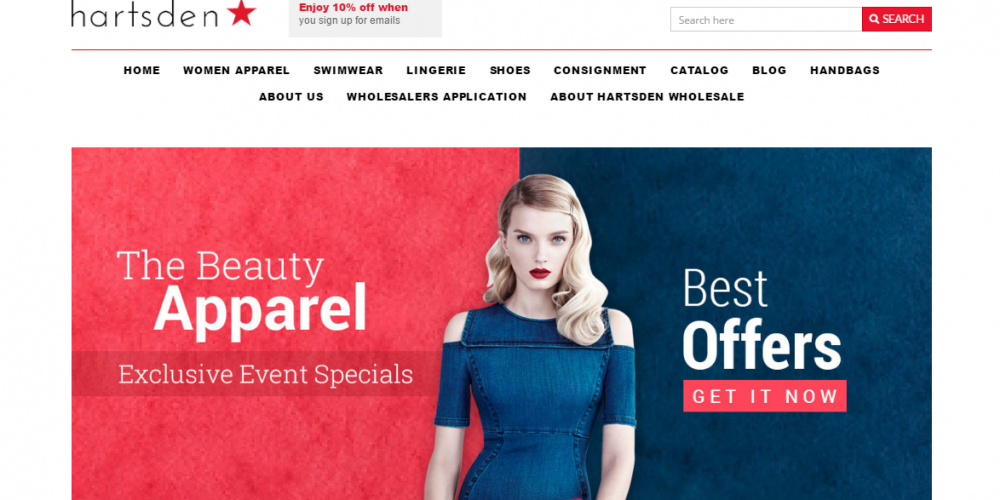 hartsden
Enjoy 10% off when
you sign up for emails
Search here
SEARCH
HOME WOMEN APPAREL SWIMWEAR LINGERIE SHOES CONSIGNMENT CATALOG BLOG HANDBAGS
ABOUT US WHOLESALERS APPLICATION ABOUT HARTSDEN WHOLESALE
The Beauty
Apparel
Exclusive Event Specials
Best
Offers
GET IT NOW